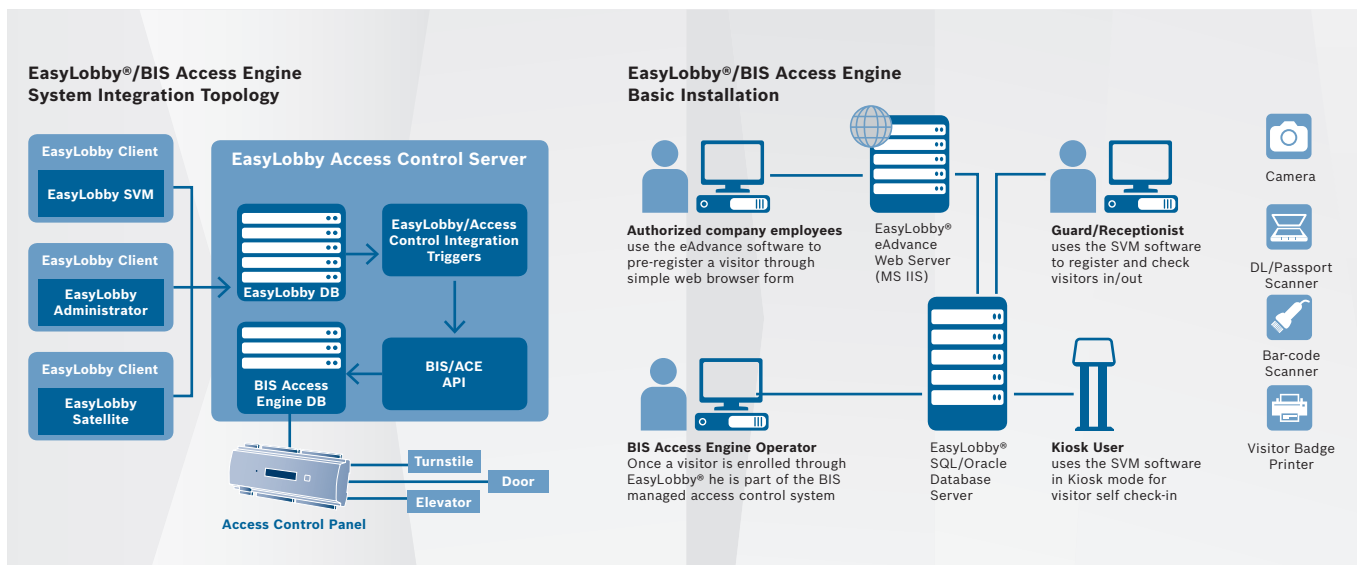 EasyLobby®/BIS Access Engine
System Integration Topology
EasyLobby Client
EasyLobby SVM
EasyLobby Client
EasyLobby
Administrator
EasyLobby Client
EasyLobby
Satellite
EasyLobby Access Control Server
EasyLobby DB
EasyLobby/Access
Control Integration
Triggers
BIS Access
Engine DB
BIS/ACE
API
Turnstile
Door
Elevator
Access Control Panel
EasyLobby®/BIS Access Engine
Basic Installation
Authorized company employees
use the eAdvance software to
pre-register a visitor through
simple web browser form
EasyLobby®
eAdvance
Web Server
(MS IIS)
Guard/Receptionist
uses the SVM software
to register and check
visitors in/out
BIS Access Engine Operator
Once a visitor is enrolled through
EasyLobby® he is part of the BIS
managed access control system
EasyLobby®
SQL/Oracle
Database
Server
Kiosk User
uses the SVM software
in Kiosk mode for
visitor self check-in
Camera
DL/Passport
Scanner
Bar-code
Scanner
Visitor Badge
Printer